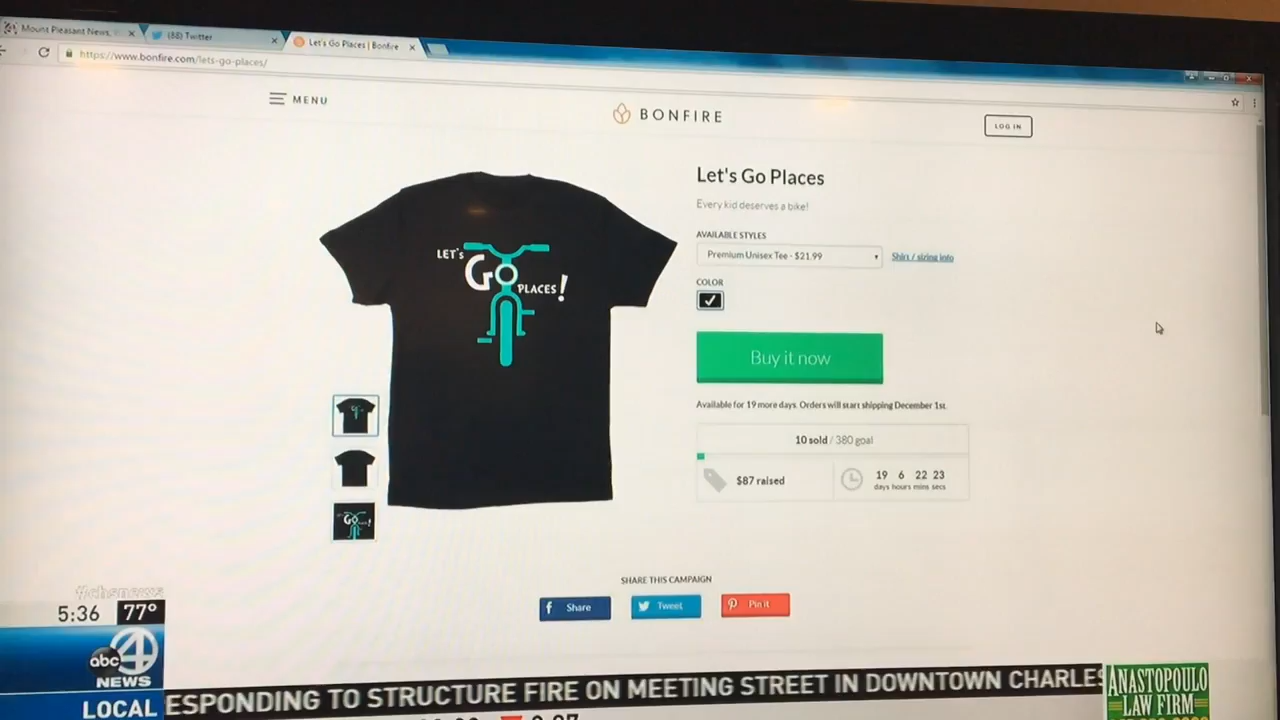 Mount Pleasant News,
(88) Twitter
Let's Go Places | Bonfire
https://www.bonfire.com/lets-go-places/
MENU
BONFIRE
LOG IN
Let's Go Places
Every kid deserves a bike!
AVAILABLE STYLES
Premium Unisex Tee - $21.99
Shirt / sizing info
COLOR
LET'S
GO
PLACES!
Buy it now
Available for 19 more days. Orders will start shipping December 1st.
10 sold / 380 goal
$87 raised
19 6 22 23
days hours mins secs
SHARE THIS CAMPAIGN
Share
Tweet
Pin it
#chsnews
5:36 77°
abc 4
NEWS
LOCAL
ESPONDING TO STRUCTURE FIRE ON MEETING STREET IN DOWNTOWN CHARLES
ANASTOPOULO
LAW FIRM